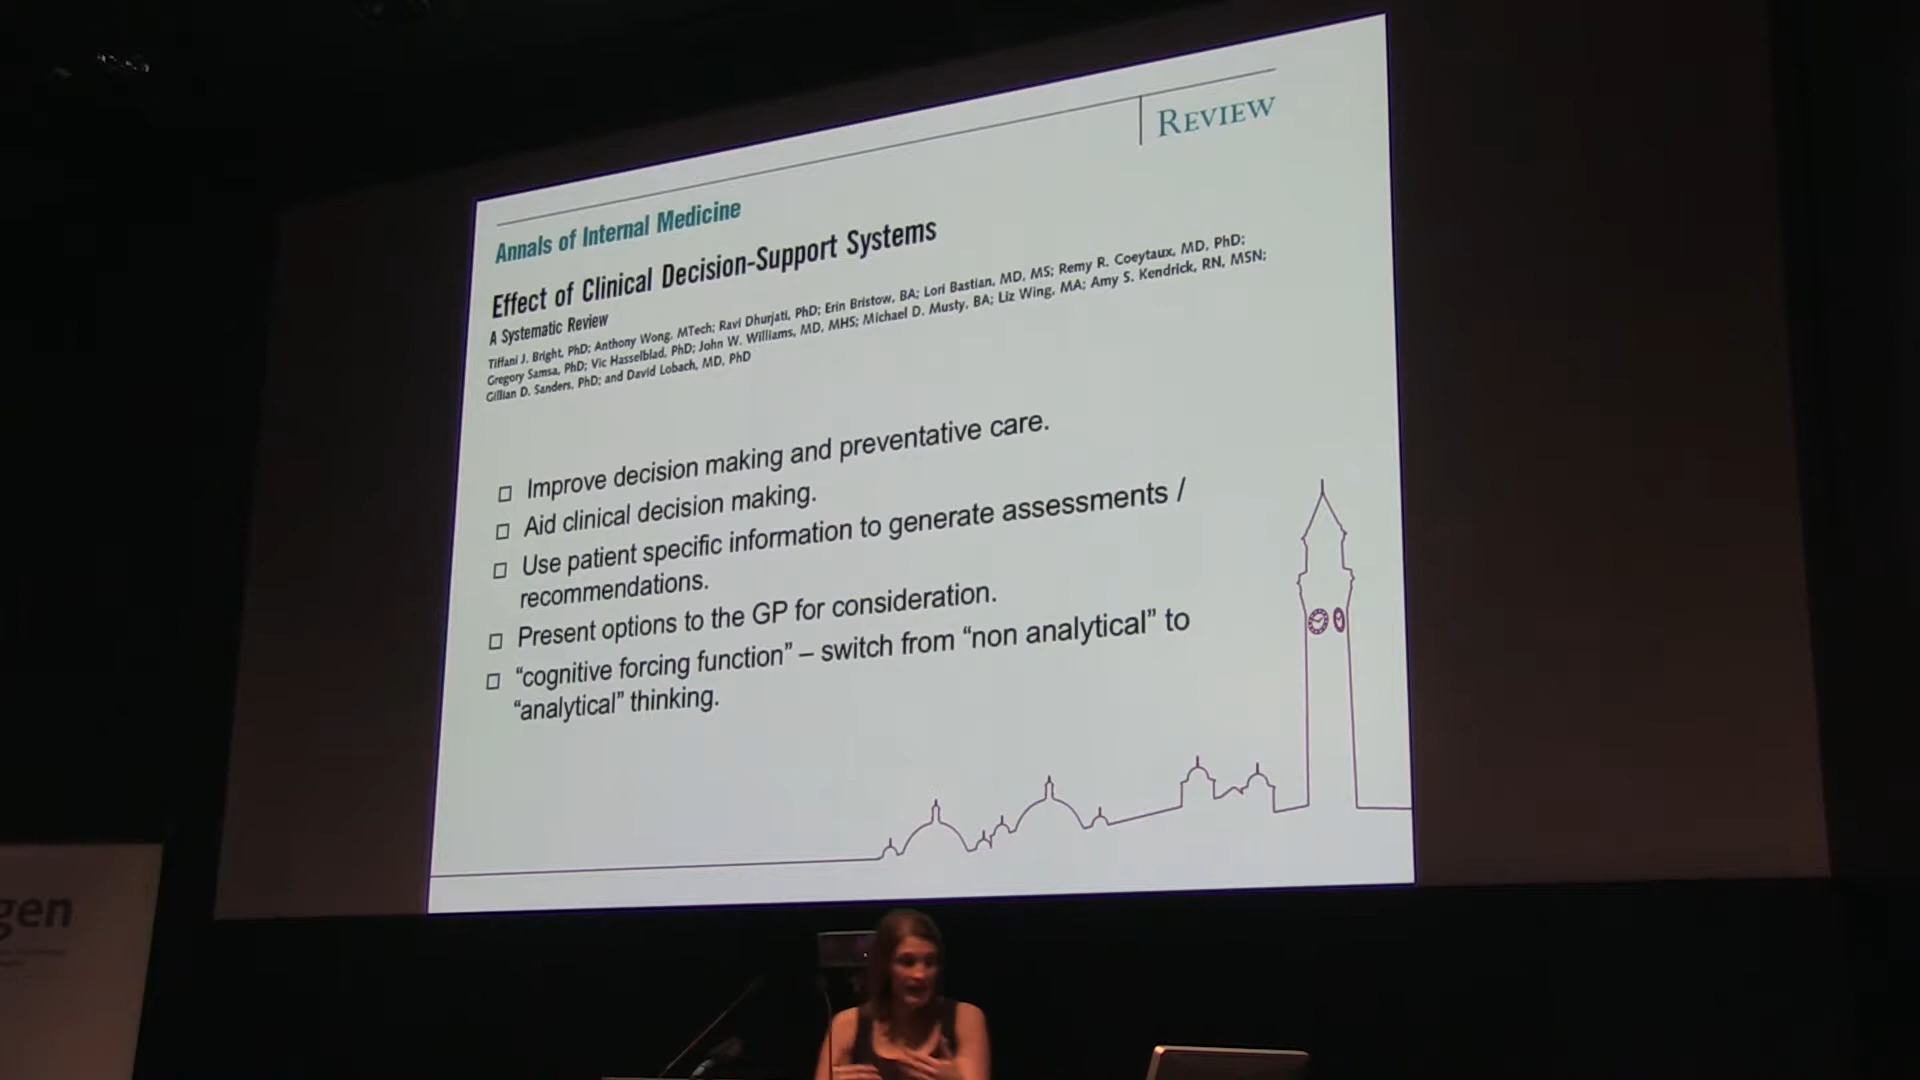 REVIEW
Annals of Internal Medicine
Effect of Clinical Decision-Support Systems
A Systematic Review
Tiffani J. Bright, PhD; Anthony Wong, MTech; Ravi Dhurjati, PhD; Erin Bristow, BA; Lori Bastian, MD, MS; Remy R. Coeytaux, MD, PhD;
Gregory Samsa, PhD; Vic Hasselblad, PhD; John W. Williams, MD, MHS; Michael D. Musty, BA; Liz Wing, MA; Amy S. Kendrick, RN, MSN;
Gillian D. Sanders, PhD; and David Lobach, MD, PhD
Improve decision making and preventative care.
Aid clinical decision making.
Use patient specific information to generate assessments /
recommendations.
Present options to the GP for consideration.
“cognitive forcing function” – switch from “non analytical” to
“analytical” thinking.
gen